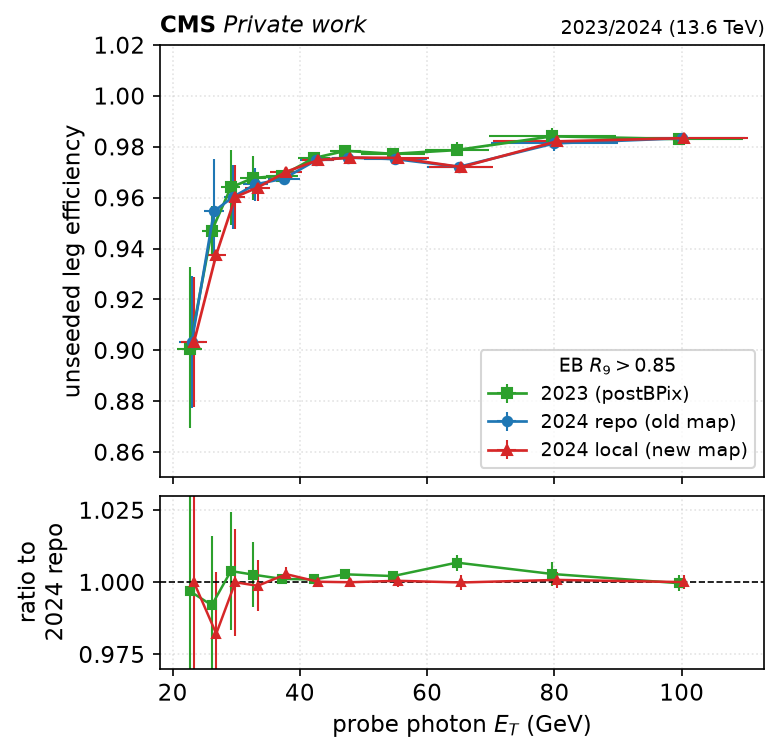 CMS Private work
2023/2024 (13.6 TeV)
1.02
1.00
0.98
0.96
0.94
0.92
0.90
0.88
0.86
unseeded leg efficiency
EB R₉ > 0.85
2023 (postBPix)
2024 repo (old map)
2024 local (new map)
1.025
1.000
0.975
ratio to
2024 repo
20 40 60 80 100
probe photon E_T (GeV)